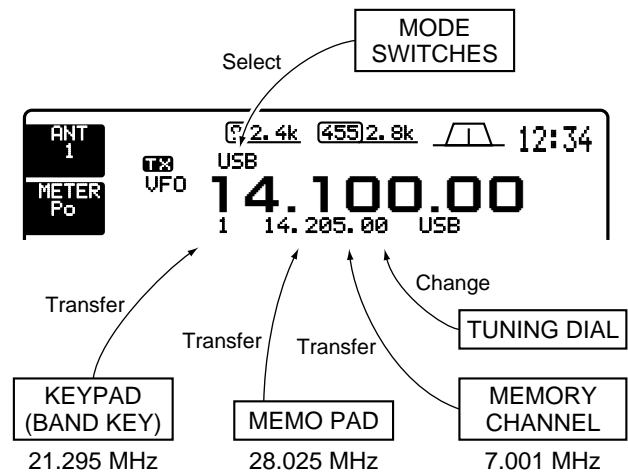 MODE
SWITCHES
Select
ANT
1
2.4k 455 2.8k 12:34
TX
VFO
USB
METER
Po
14.100.00
1 14.205.00 USB
Transfer
Transfer
Transfer
Change
TUNING DIAL
KEYPAD
(BAND KEY)
MEMO PAD
MEMORY
CHANNEL
21.295 MHz
28.025 MHz
7.001 MHz